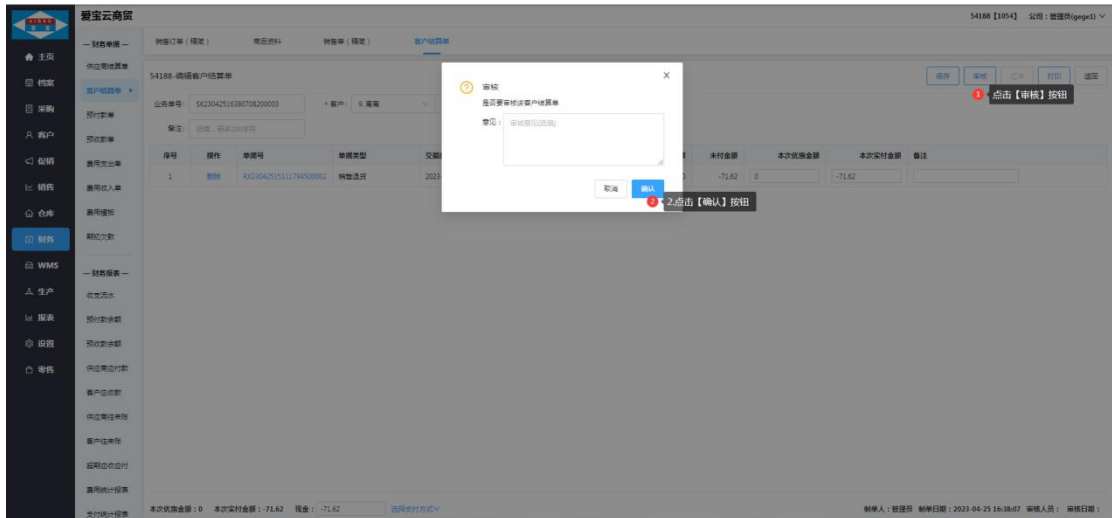 爱宝云商贸
54188【1054】 公司：管理员(gege1)
主页
档案
采购
客户
促销
销售
仓库
财务
WMS
生产
报表
设置
零售
— 财务单据 —
供应商结算单
客户结算单
预付款单
预收款单
费用支出单
费用收入单
费用模板
期初欠款
— 财务报表 —
收支流水
预付款余额
预收款余额
供应商应付款
客户应收款
供应商往来账
客户往来账
超期应收应付
费用统计报表
支付统计报表
销售订单（精简） 商品资料 销售单（精简） 客户结算单
54188-编辑客户结算单
保存 审核 打印 返回
1 点击【审核】按钮
业务单号: SK23042516380708200003 * 客户: 9.南南
备注:
序号 操作 单据号 单据类型 未付金额 本次优惠金额 本次实付金额 备注
1 删除 RX23042515111794500002 销售退货 2023- -71.62 0 -71.62
审核
是否要审核该客户结算单
意见： 审核意见(选填)
取消 确认
2 2.点击【确认】按钮
本次优惠金额：0 本次实付金额：-71.62 现金： -71.62 选择支付方式
制单人：管理员 制单日期：2023-04-25 16:38:07 审核人员： 审核日期：